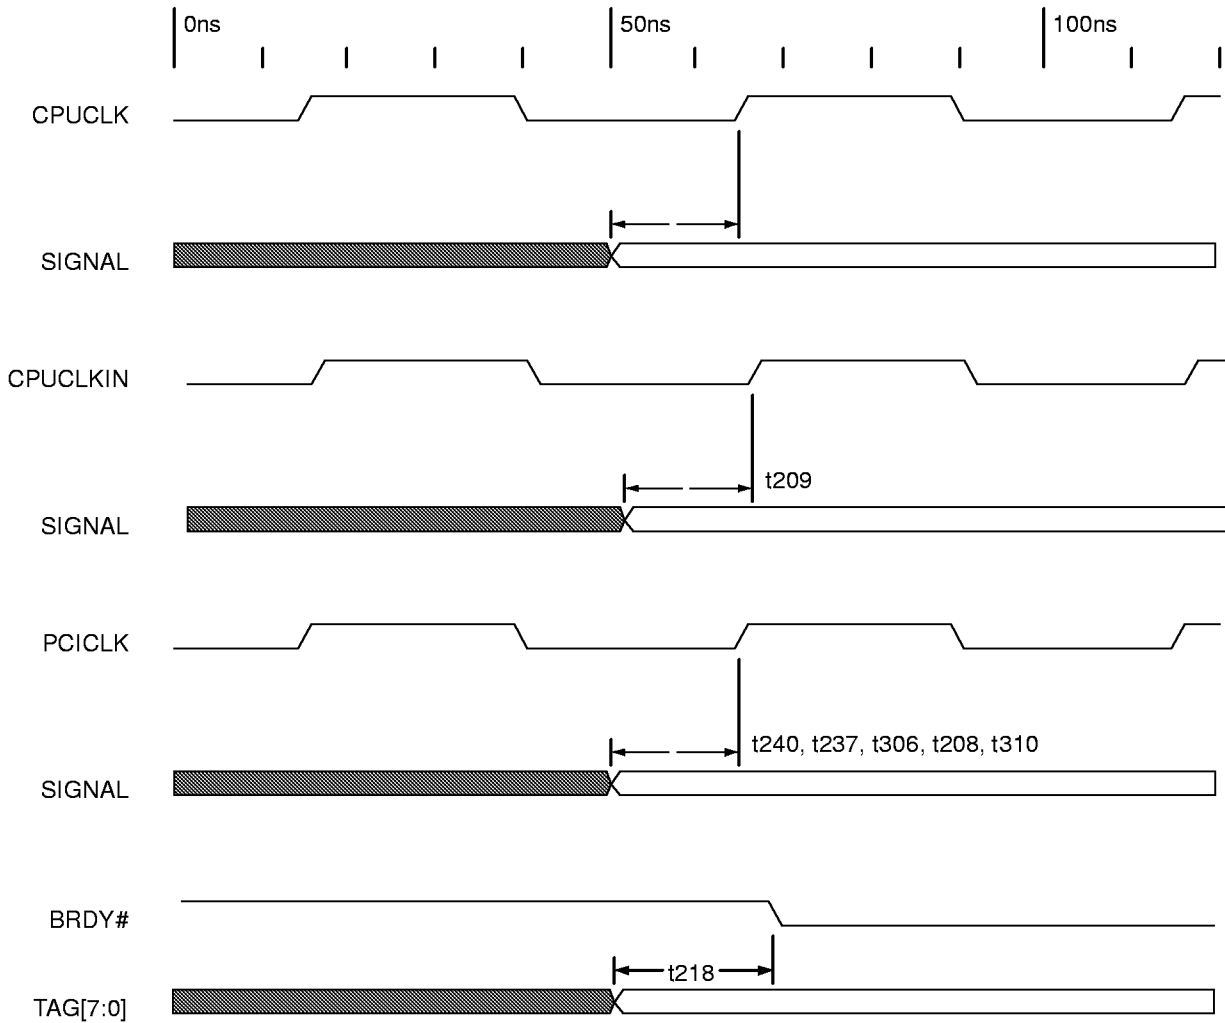 0ns 50ns 100ns
CPUCLK
SIGNAL
CPUCLKIN
t209
SIGNAL
PCICLK
t240, t237, t306, t208, t310
SIGNAL
BRDY#
t218
TAG[7:0]